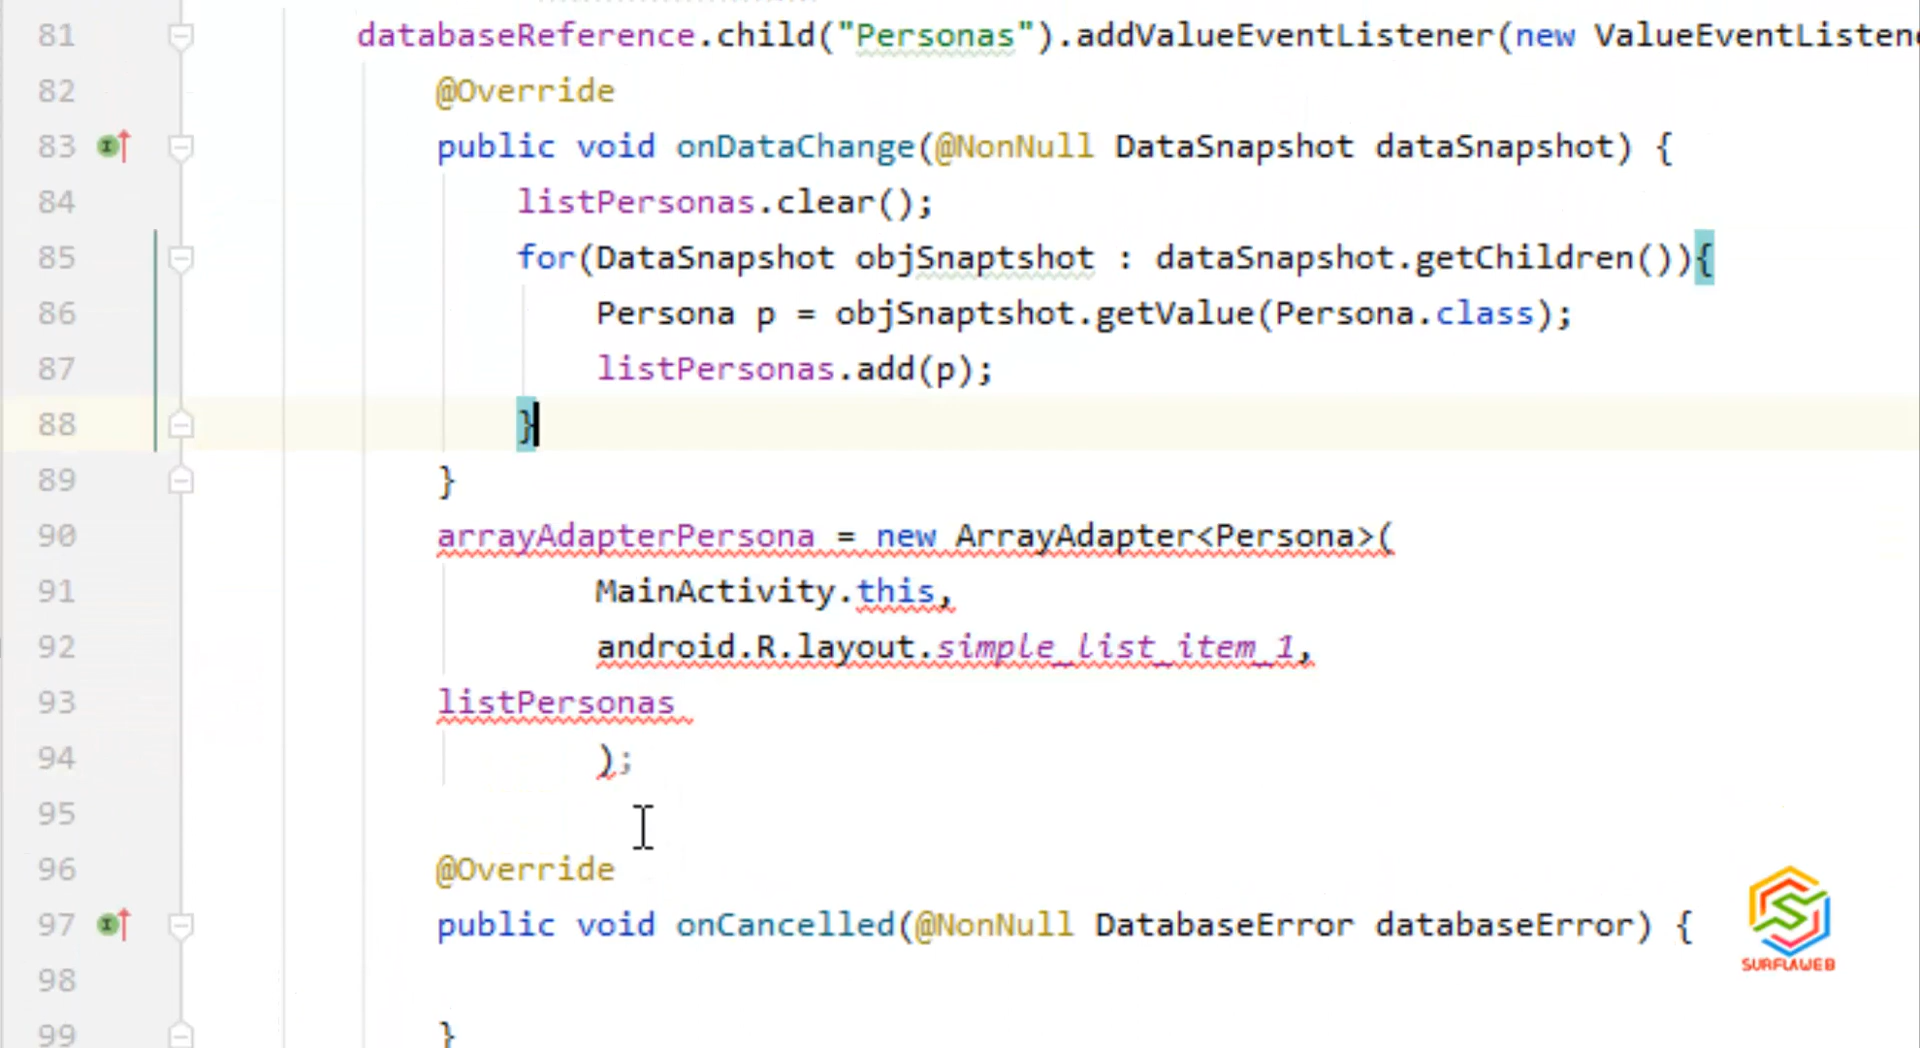 81 databaseReference.child("Personas").addValueEventListener(new ValueEventListene
82 @Override
83 public void onDataChange(@NonNull DataSnapshot dataSnapshot) {
84 listPersonas.clear();
85 for(DataSnapshot objSnaptshot : dataSnapshot.getChildren()){
86 Persona p = objSnaptshot.getValue(Persona.class);
87 listPersonas.add(p);
88 }
89 }
90 arrayAdapterPersona = new ArrayAdapter<Persona>(
91 MainActivity.this,
92 android.R.layout.simple_list_item_1,
93 listPersonas
94 );
95
96 @Override
97 public void onCancelled(@NonNull DatabaseError databaseError) {
98
99 }
SURFLAWEB